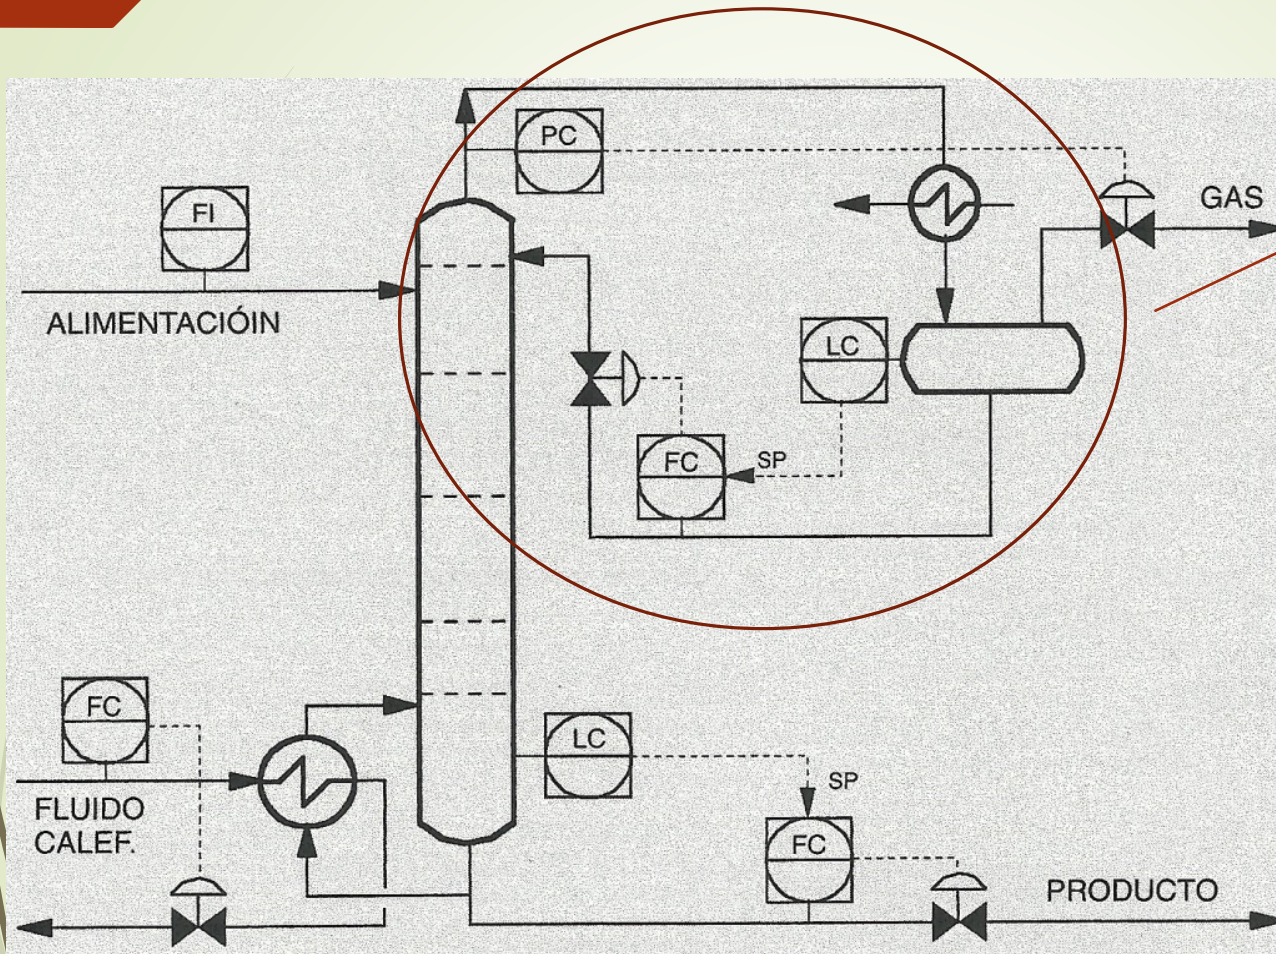 PC
FI
GAS
ALIMENTACIÓIN
LC
FC
SP
FC
LC
SP
FLUIDO
CALEF.
FC
PRODUCTO